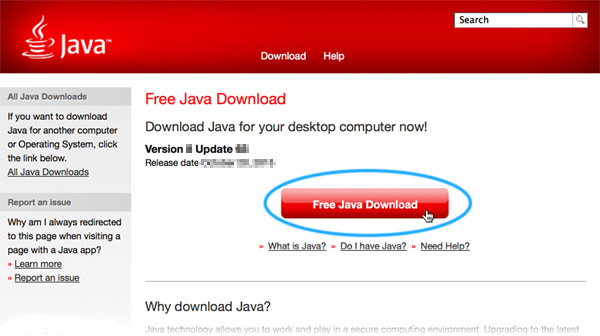 Java™
Search
Download Help
All Java Downloads
If you want to download
Java for another computer
or Operating System, click
the link below.
All Java Downloads
Report an issue
Why am I always redirected
to this page when visiting a
page with a Java app?
» Learn more
» Report an issue
Free Java Download
Download Java for your desktop computer now!
Version Update
Release date
Free Java Download
» What is Java? » Do I have Java? » Need Help?
Why download Java?
Java technology allows you to work and play in a secure computing environment. Upgrading to the latest